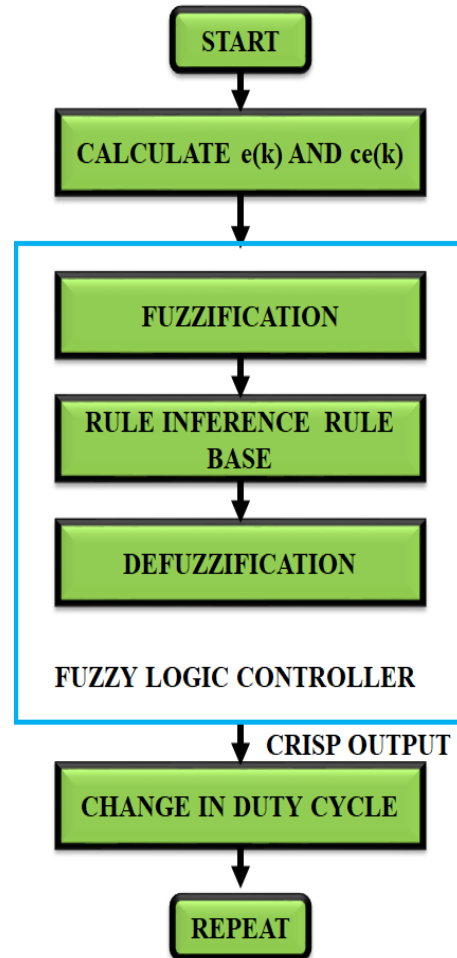 START
CALCULATE e(k) AND ce(k)
FUZZIFICATION
RULE INFERENCE RULE
BASE
DEFUZZIFICATION
FUZZY LOGIC CONTROLLER
CRISP OUTPUT
CHANGE IN DUTY CYCLE
REPEAT